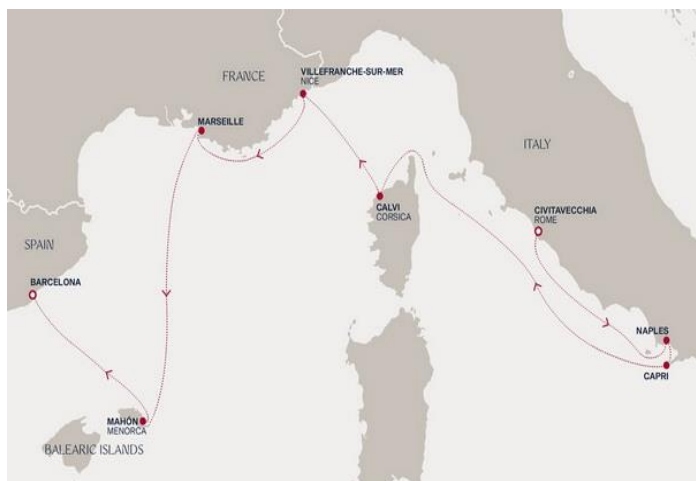 VILLEFRANCHE-SUR-MER
NICE
FRANCE
MARSEILLE
ITALY
CALVI
CORSICA
CIVITAVECCHIA
ROME
SPAIN
BARCELONA
NAPLES
CAPRI
MAHÓN
MENORCA
BALEARIC ISLANDS